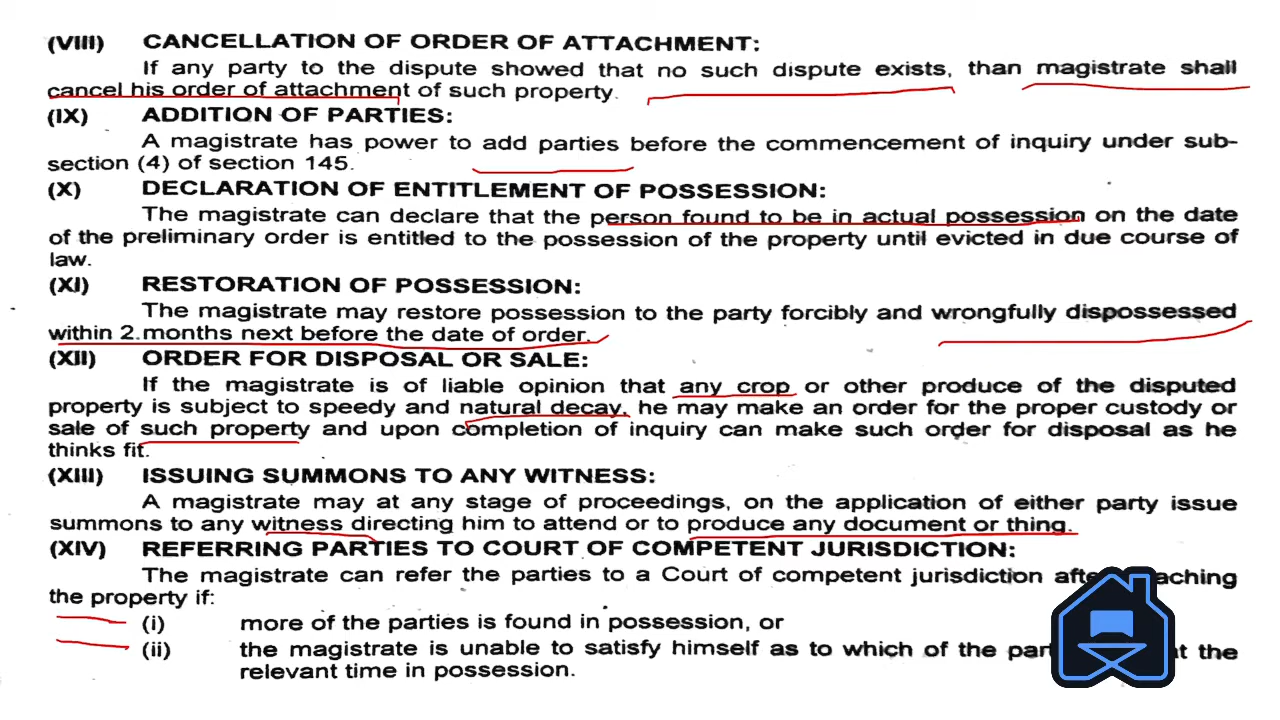 (VIII) CANCELLATION OF ORDER OF ATTACHMENT:
If any party to the dispute showed that no such dispute exists, than magistrate shall
cancel his order of attachment of such property.
(IX) ADDITION OF PARTIES:
A magistrate has power to add parties before the commencement of inquiry under sub-
section (4) of section 145.
(X) DECLARATION OF ENTITLEMENT OF POSSESSION:
The magistrate can declare that the person found to be in actual possession on the date
of the preliminary order is entitled to the possession of the property until evicted in due course of
law.
(XI) RESTORATION OF POSSESSION:
The magistrate may restore possession to the party forcibly and wrongfully dispossessed
within 2 months next before the date of order.
(XII) ORDER FOR DISPOSAL OR SALE:
If the magistrate is of liable opinion that any crop or other produce of the disputed
property is subject to speedy and natural decay, he may make an order for the proper custody or
sale of such property and upon completion of inquiry can make such order for disposal as he
thinks fit.
(XIII) ISSUING SUMMONS TO ANY WITNESS:
A magistrate may at any stage of proceedings, on the application of either party issue
summons to any witness directing him to attend or to produce any document or thing.
(XIV) REFERRING PARTIES TO COURT OF COMPETENT JURISDICTION:
The magistrate can refer the parties to a Court of competent jurisdiction
the property if:
(i) more of the parties is found in possession, or
(ii) the magistrate is unable to satisfy himself as to which of the the
relevant time in possession.